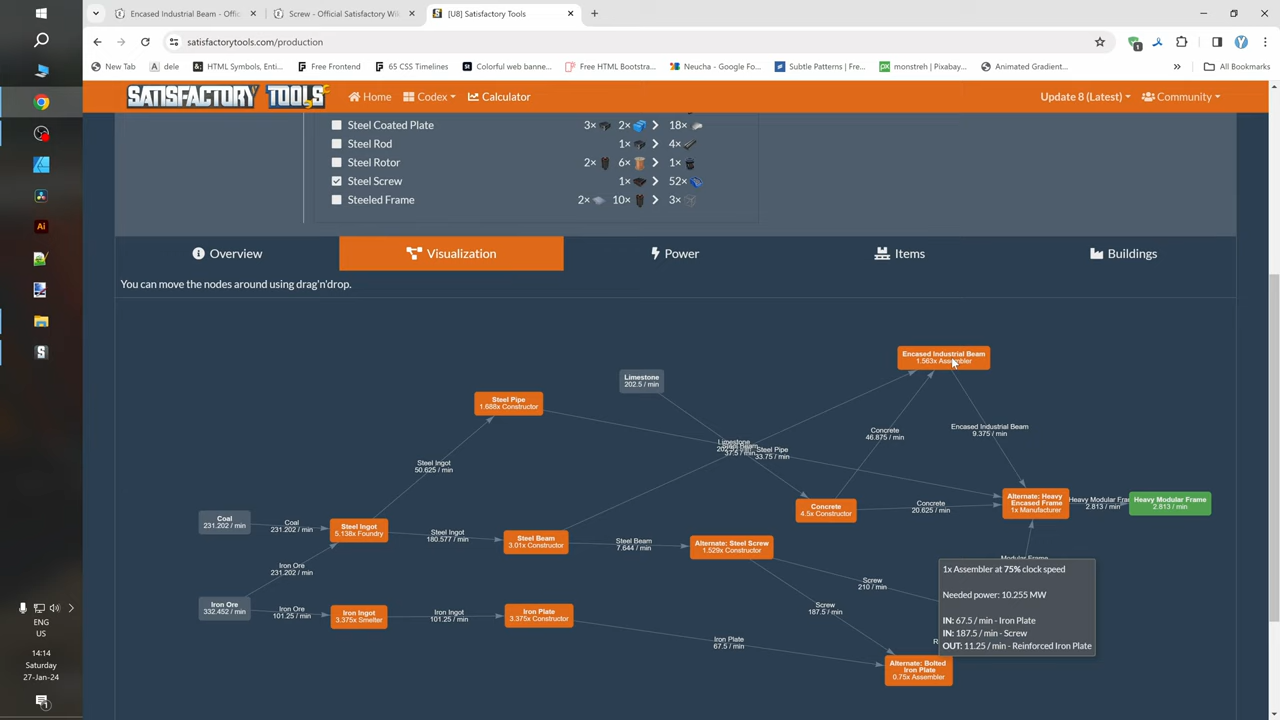 Encased Industrial Beam - Offi
Screw - Official Satisfactory Wi
[U8] Satisfactory Tools
satisfactorytools.com/production
New Tab
dele
HTML Symbols, Enti...
Free Frontend
65 CSS Timelines
Colorful web bann...
Free HTML Bootstra...
Neucha - Google Fo...
Subtle Patterns | Fre...
monstreh | Pixabay...
Animated Gradient...
All Bookmarks
SATISFACTORY TOOLS
Home
Codex
Calculator
Update 8 (Latest)
Community
Steel Coated Plate 3× 2× 18×
Steel Rod 1× 4×
Steel Rotor 2× 6× 1×
Steel Screw 1× 52×
Steeled Frame 2× 10× 3×
Overview
Visualization
Power
Items
Buildings
You can move the nodes around using drag'n'drop.
Encased Industrial Beam
1.563x Assembler
Limestone
202.5 / min
Steel Pipe
1.688x Constructor
Encased Industrial Beam
9.375 / min
Concrete
46.875 / min
Limestone
Steel Pipe
33.75 / min
Steel Ingot
50.625 / min
Alternate: Heavy
Encased Frame
1x Manufacturer
Heavy Modular Fra
2.813 / min
Heavy Modular Frame
2.813 / min
Concrete
4.5x Constructor
Concrete
20.625 / min
Coal
231.202 / min
Coal
231.202 / min
Steel Ingot
5.138x Foundry
Steel Ingot
180.577 / min
Steel Beam
3.01x Constructor
Steel Beam
7.644 / min
Alternate: Steel Screw
1.529x Constructor
Modular Frame
Iron Ore
231.202 / min
Screw
210 / min
Iron Ore
332.452 / min
Iron Ore
101.25 / min
Iron Ingot
3.375x Smelter
Iron Ingot
101.25 / min
Iron Plate
3.375x Constructor
Screw
187.5 / min
Iron Plate
67.5 / min
Alternate: Bolted
Iron Plate
0.75x Assembler
1x Assembler at 75% clock speed
Needed power: 10.255 MW
IN: 67.5 / min - Iron Plate
IN: 187.5 / min - Screw
OUT: 11.25 / min - Reinforced Iron Plate
ENG
US
14:14
Saturday
27-Jan-24